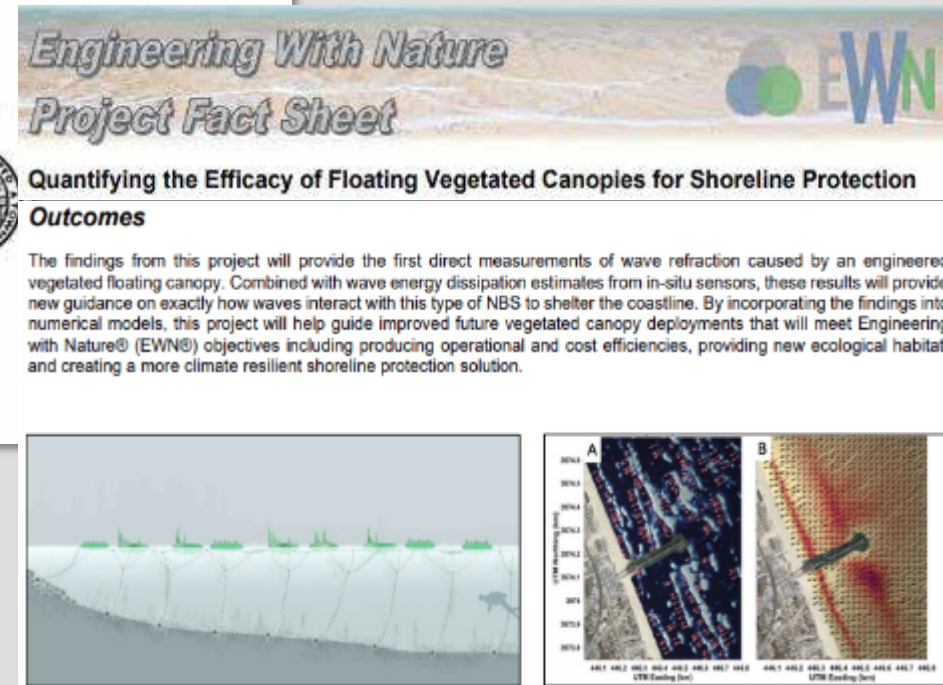 Engineering With Nature
EWN
Project Fact Sheet
Quantifying the Efficacy of Floating Vegetated Canopies for Shoreline Protection
Outcomes
The findings from this project will provide the first direct measurements of wave refraction caused by an engineered
vegetated floating canopy. Combined with wave energy dissipation estimates from in-situ sensors, these results will provide
new guidance on exactly how waves interact with this type of NBS to shelter the coastline. By incorporating the findings into
numerical models, this project will help guide improved future vegetated canopy deployments that will meet Engineering
with Nature® (EWN®) objectives including producing operational and cost efficiencies, providing new ecological habitat
and creating a more climate resilient shoreline protection solution.
A
B
UTM Northing (km)
UTM Easting (km)
UTM Easting (km)